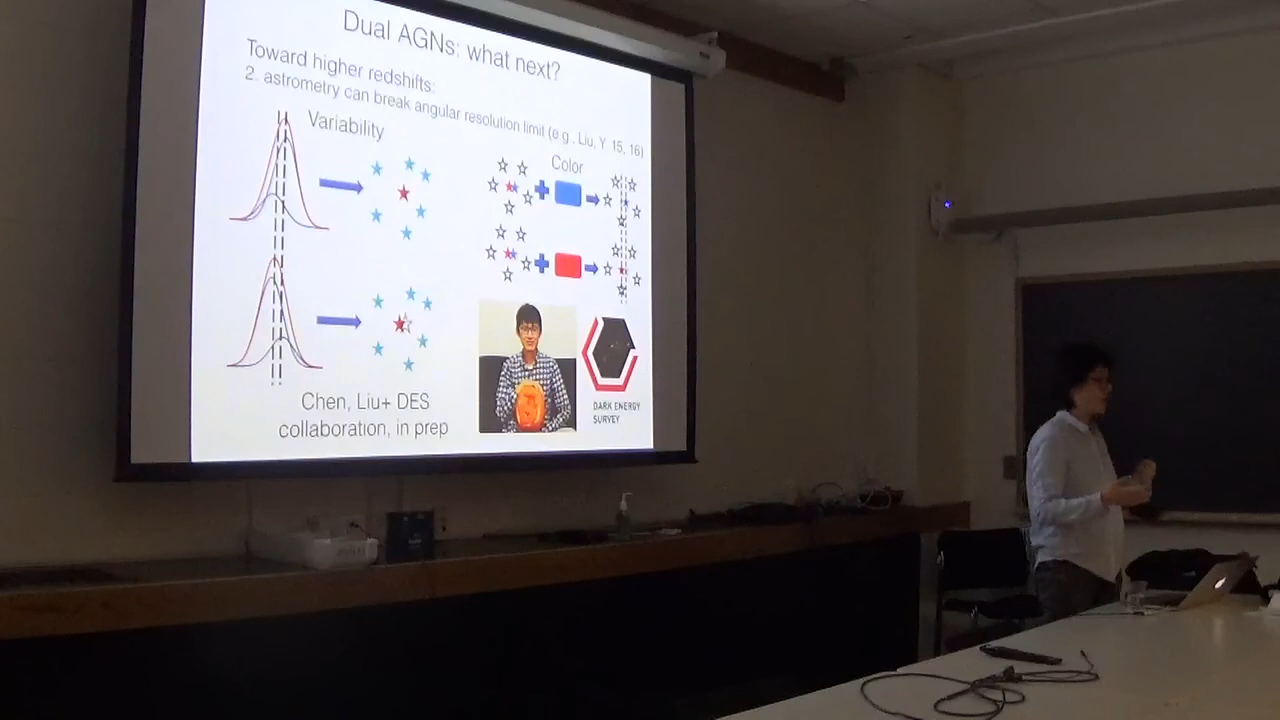 Dual AGNs: what next?
Toward higher redshifts:
2. astrometry can break angular resolution limit (e.g., Liu, Y. 15, 16)
Variability
Color
Chen, Liu+ DES
collaboration, in prep
DARK ENERGY
SURVEY